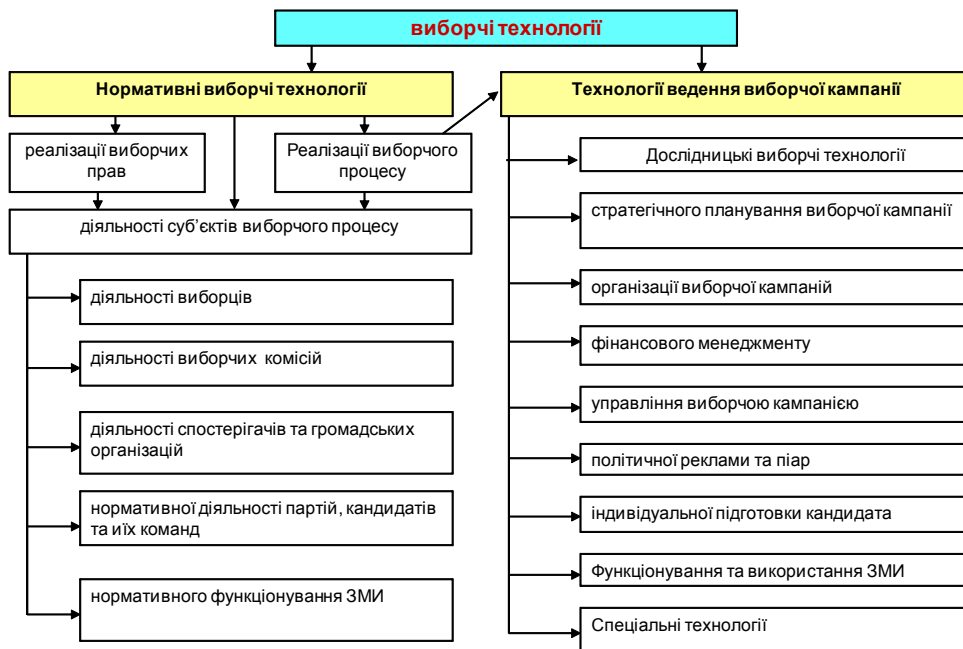 виборчі технології
Нормативні виборчі технології
реалізації виборчих
прав
Реалізації виборчого
процесу
діяльності суб’єктів виборчого процесу
діяльності виборців
діяльності виборчих комісій
діяльності спостерігачів та громадських
організацій
нормативної діяльності партій, кандидатів
та иїх команд
нормативного функціонування ЗМИ
Технології ведення виборчої кампанії
Дослідницькі виборчі технології
стратегічного планування виборчої кампанії
організації виборчої кампаній
фінансового менеджменту
управління виборчою кампанією
політичної реклами та піар
індивідуальної підготовки кандидата
Функціонування та використання ЗМИ
Спеціальні технології